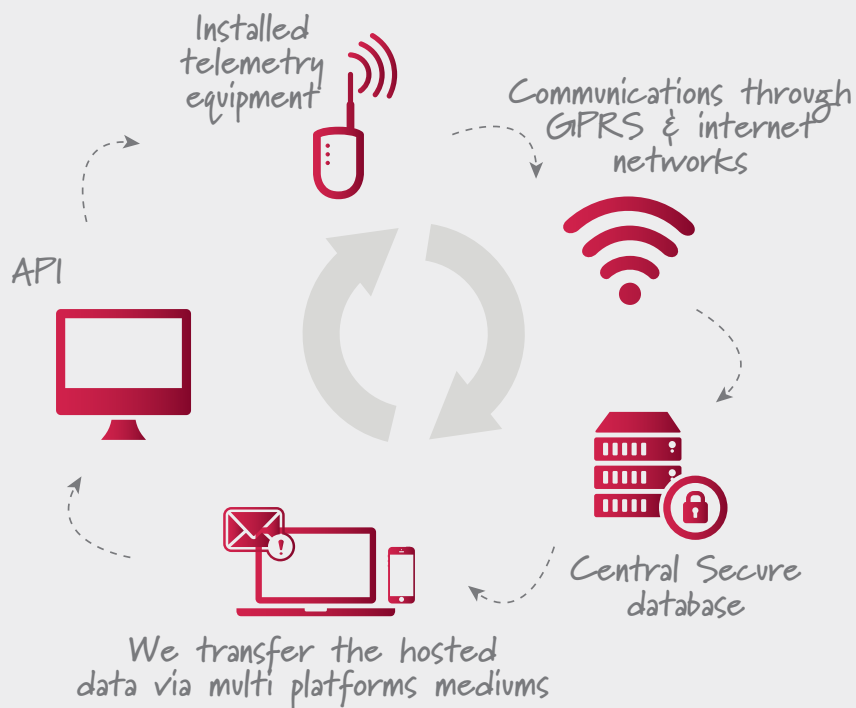 Installed
telemetry
equipment
Communications through
GPRS & internet
networks
API
Central Secure
database
We transfer the hosted
data via multi platforms mediums